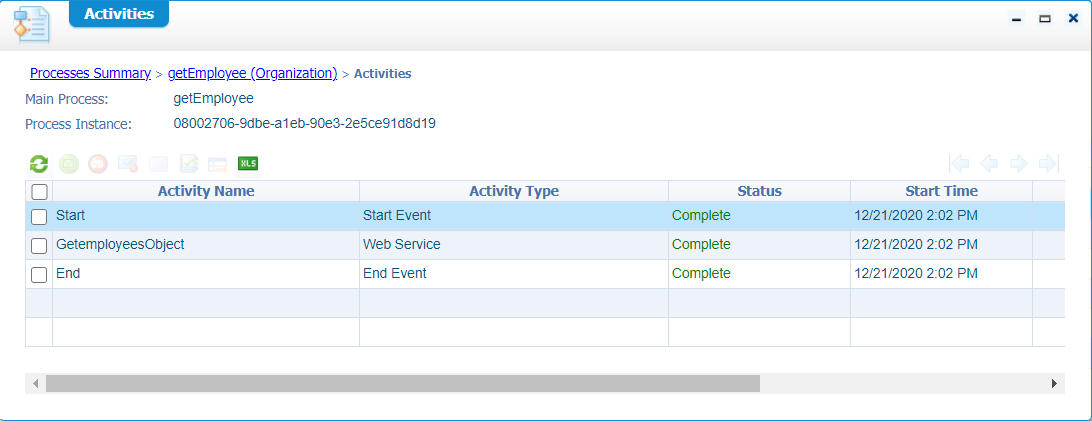 Activities
Processes Summary > getEmployee (Organization) > Activities
Main Process: getEmployee
Process Instance: 08002706-9dbe-a1eb-90e3-2e5ce91d8d19
XLS
Activity Name Activity Type Status Start Time
Start Start Event Complete 12/21/2020 2:02 PM
GetemployeesObject Web Service Complete 12/21/2020 2:02 PM
End End Event Complete 12/21/2020 2:02 PM